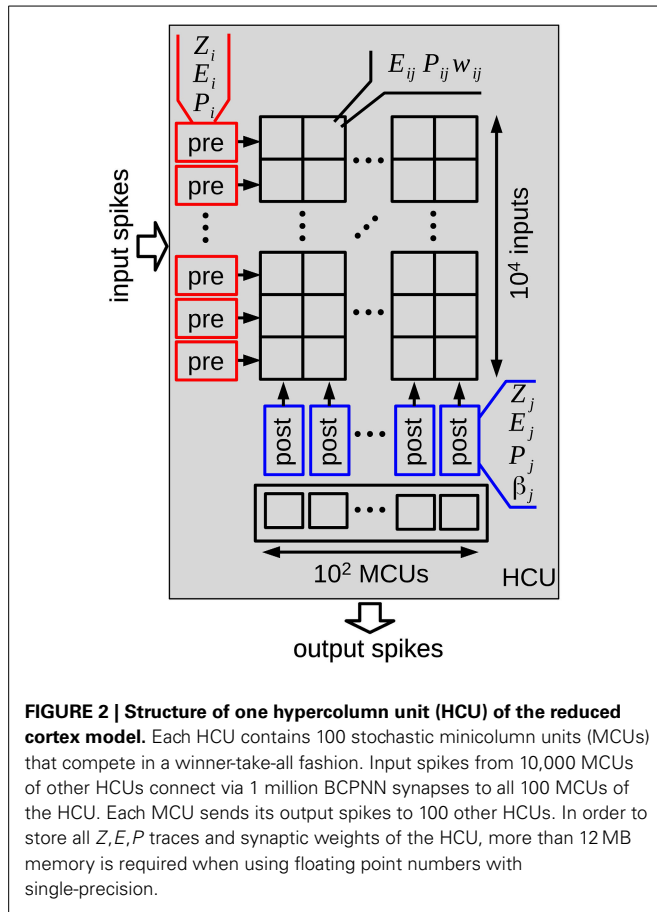 Z_i
E_i
P_i
E_ij P_ij w_ij
pre
pre
pre
pre
pre
input spikes
10^4 inputs
post
post
post
post
Z_j
E_j
P_j
β_j
10^2 MCUs
HCU
output spikes
FIGURE 2 | Structure of one hypercolumn unit (HCU) of the reduced
cortex model. Each HCU contains 100 stochastic minicolumn units (MCUs)
that compete in a winner-take-all fashion. Input spikes from 10,000 MCUs
of other HCUs connect via 1 million BCPNN synapses to all 100 MCUs of
the HCU. Each MCU sends its output spikes to 100 other HCUs. In order to
store all Z,E,P traces and synaptic weights of the HCU, more than 12 MB
memory is required when using floating point numbers with
single-precision.